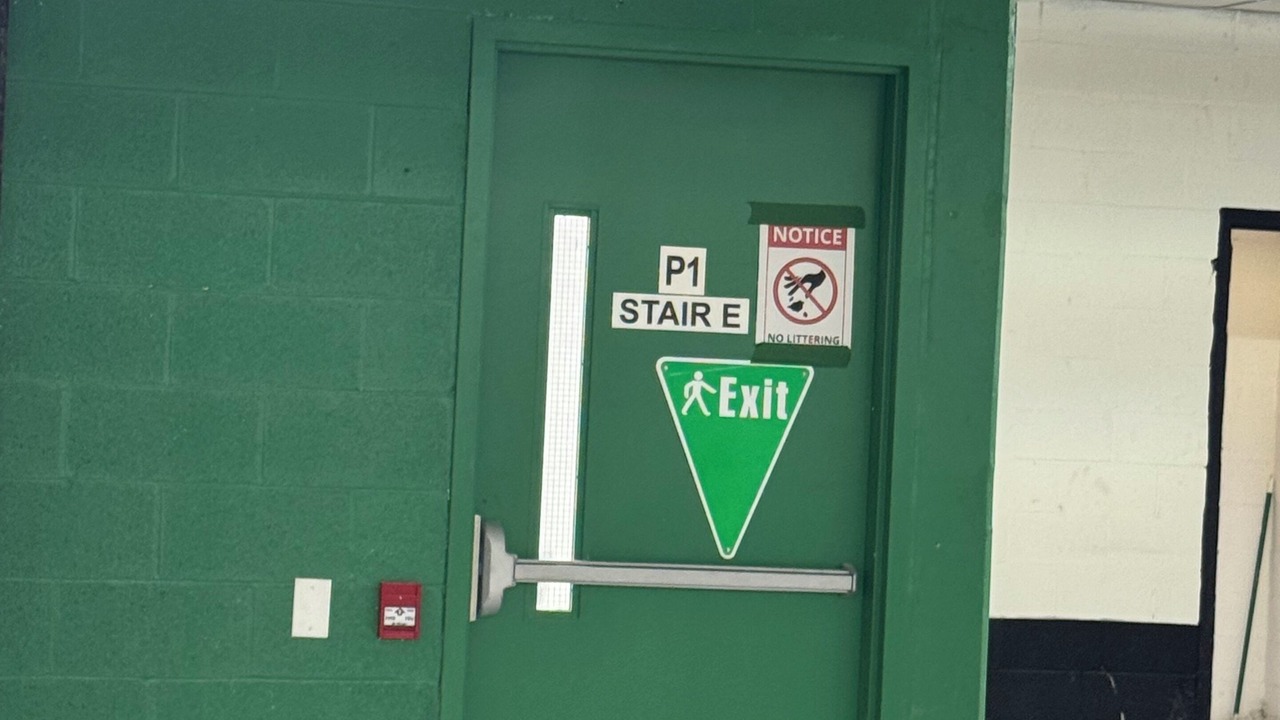 P1
STAIR E
NOTICE
NO LITTERING
Exit